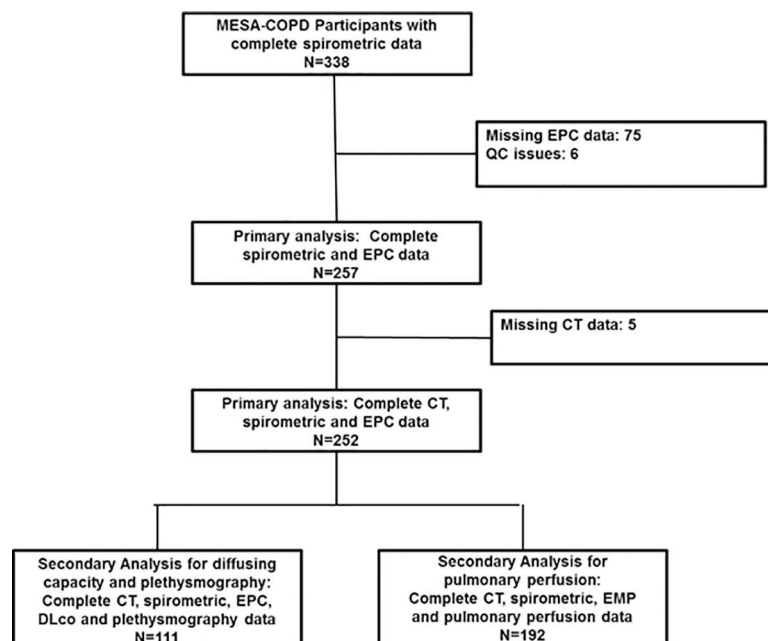 MESA-COPD Participants with
complete spirometric data
N=338
Missing EPC data: 75
QC issues: 6
Primary analysis: Complete
spirometric and EPC data
N=257
Missing CT data: 5
Primary analysis: Complete CT,
spirometric and EPC data
N=252
Secondary Analysis for diffusing
capacity and plethysmography:
Complete CT, spirometric, EPC,
DLco and plethysmography data
N=111
Secondary Analysis for
pulmonary perfusion:
Complete CT, spirometric, EMP
and pulmonary perfusion data
N=192